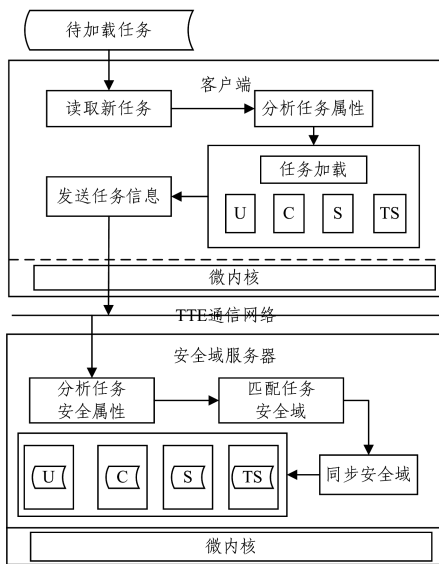 待加载任务
客户端
读取新任务
分析任务属性
任务加载
发送任务信息
U
C
S
TS
微内核
TTE通信网络
安全域服务器
分析任务
安全属性
匹配任务
安全域
U
C
S
TS
同步安全域
微内核